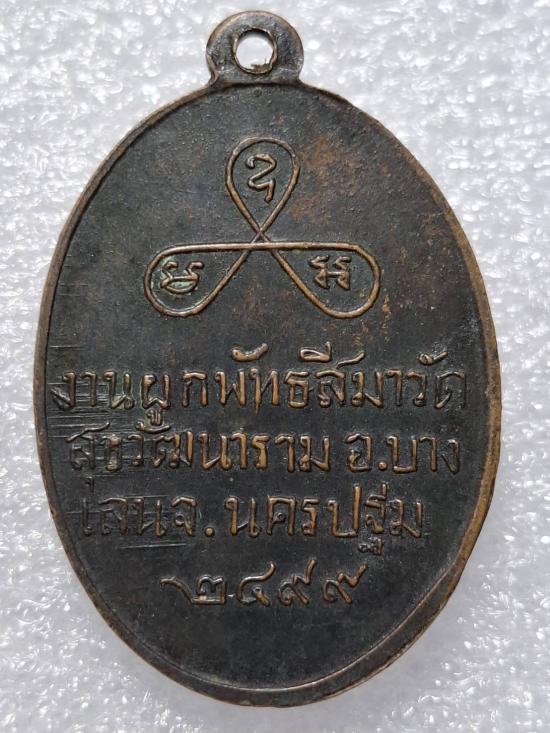 งานผูกพัทธสีมาวัด
สุขวัฒนาราม อ.บาง
เลนจ.นครปฐม
๒๔๙๙